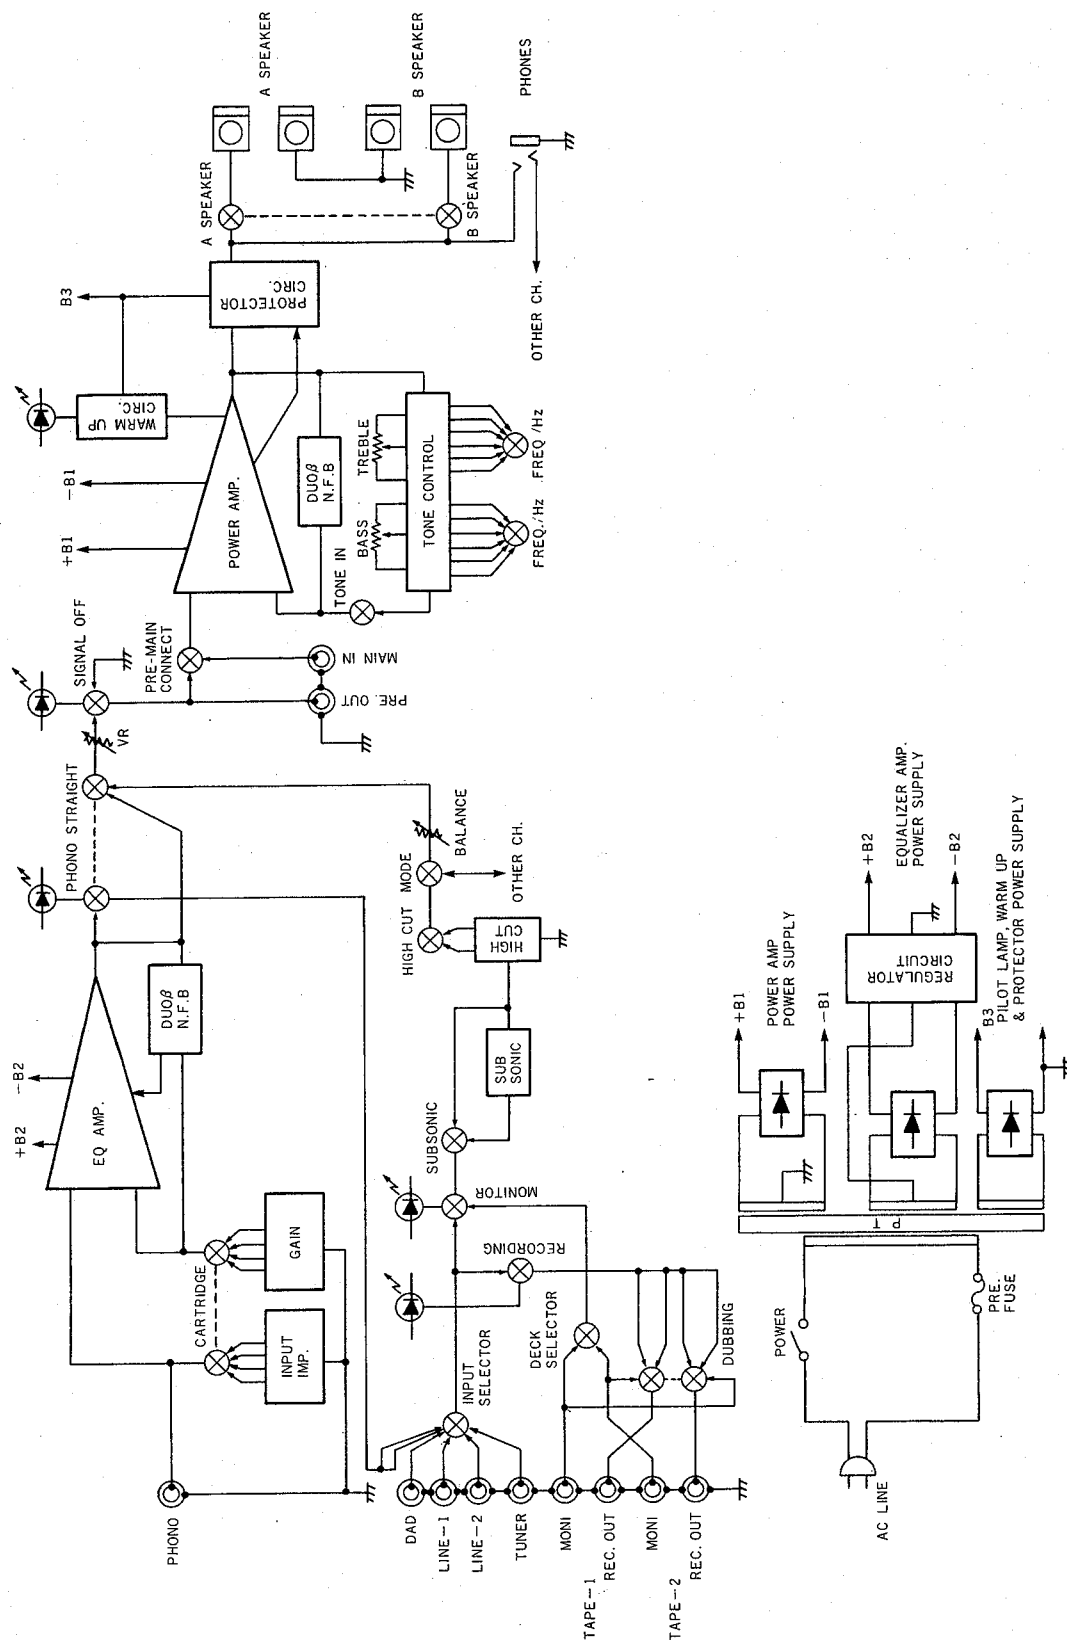 PHONO
INPUT
IMP.
CARTRIDGE
GAIN
EQ AMP.
+B2
-B2
DUOβ
N.F.B
PHONO STRAIGHT
VR
SIGNAL OFF
PRE-MAIN
CONNECT
PRE. OUT
MAIN IN
POWER AMP.
+B1
-B1
WARM UP
CIRC.
B3
PROTECTOR
CIRC.
DUOβ
N.F.B
TONE IN
BASS
TREBLE
TONE CONTROL
FREQ./Hz
FREQ /Hz
A SPEAKER
B SPEAKER
A SPEAKER
B SPEAKER
PHONES
OTHER CH.
DAD
LINE-1
LINE-2
TUNER
MONI
TAPE-1
REC. OUT
MONI
TAPE-2
REC. OUT
INPUT
SELECTOR
RECORDING
MONITOR
DECK
SELECTOR
DUBBING
SUBSONIC
SUB
SONIC
HIGH CUT
HIGH
CUT
MODE
BALANCE
OTHER CH.
AC LINE
POWER
PRE.
FUSE
P T
+B1
POWER AMP
POWER SUPPLY
-B1
REGULATOR
CIRCUIT
+B2
EQUALIZER AMP.
POWER SUPPLY
-B2
B3
PILOT LAMP, WARM UP
& PROTECTOR POWER SUPPLY